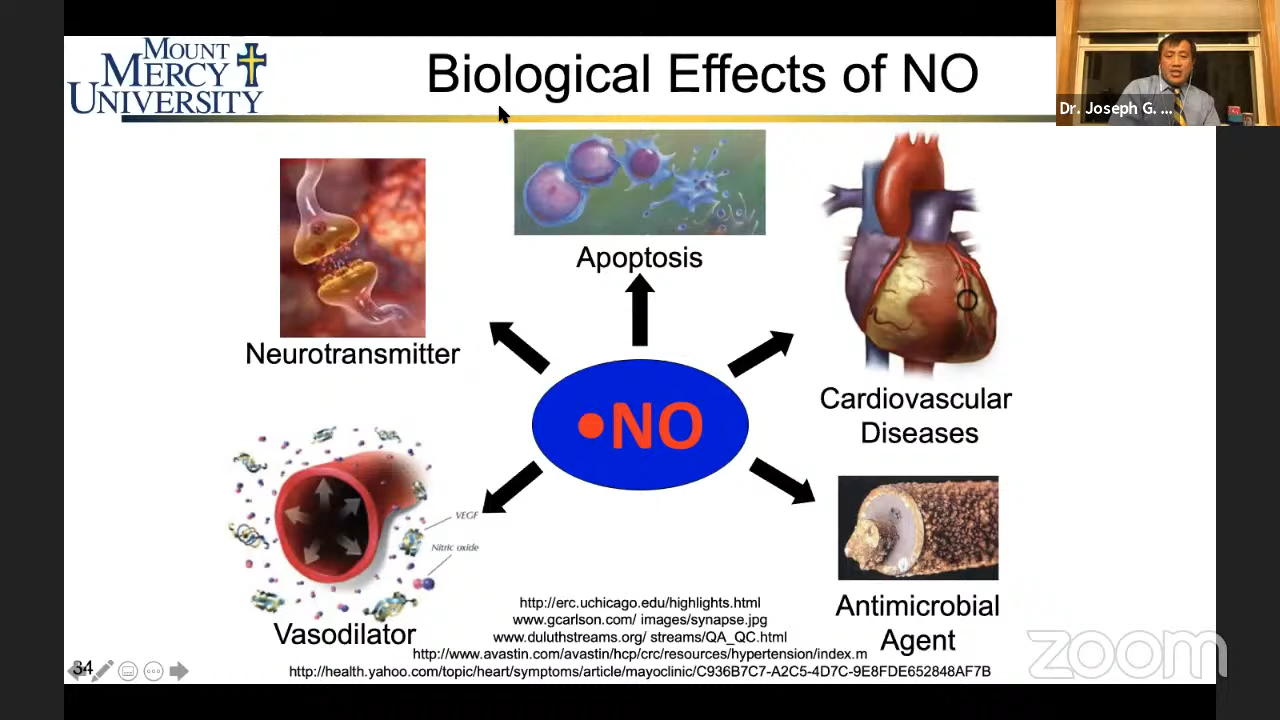 MOUNT
MERCY
UNIVERSITY
Biological Effects of NO
Dr. Joseph G. ...
Apoptosis
Neurotransmitter
Cardiovascular
Diseases
•NO
VEGF
Nitric oxide
Vasodilator
Antimicrobial
Agent
http://erc.uchicago.edu/highlights.html
www.gcarlson.com/ images/synapse.jpg
www.duluthstreams.org/ streams/QA_QC.html
http://www.avastin.com/avastin/hcp/crc/resources/hypertension/index.m
http://health.yahoo.com/topic/heart/symptoms/article/mayoclinic/C936B7C7-A2C5-4D7C-9E8FDE652848AF7B
34
zoom